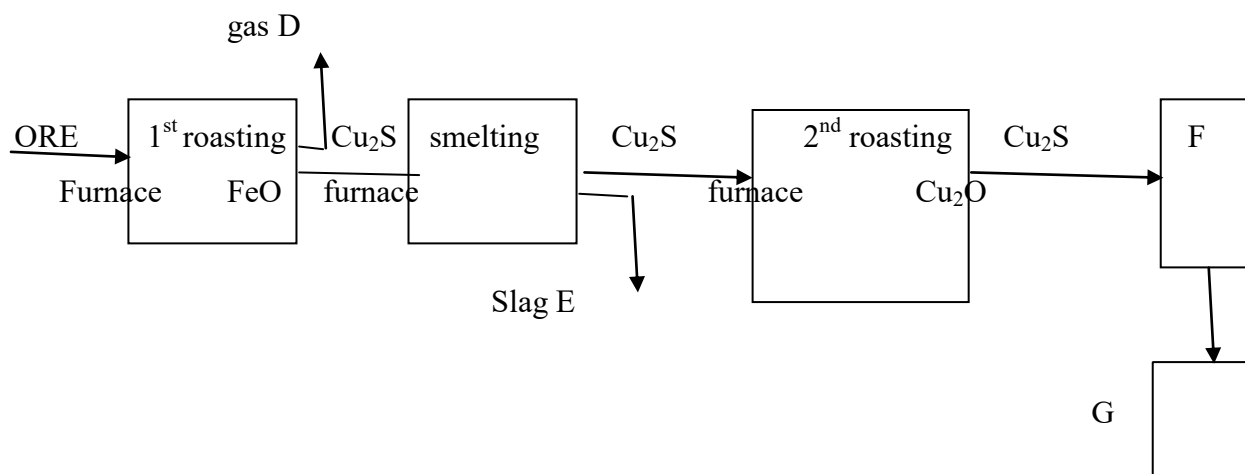 gas D
ORE 1st roasting Cu₂S smelting Cu₂S 2nd roasting Cu₂S F
Furnace FeO furnace furnace Cu₂O
Slag E
G